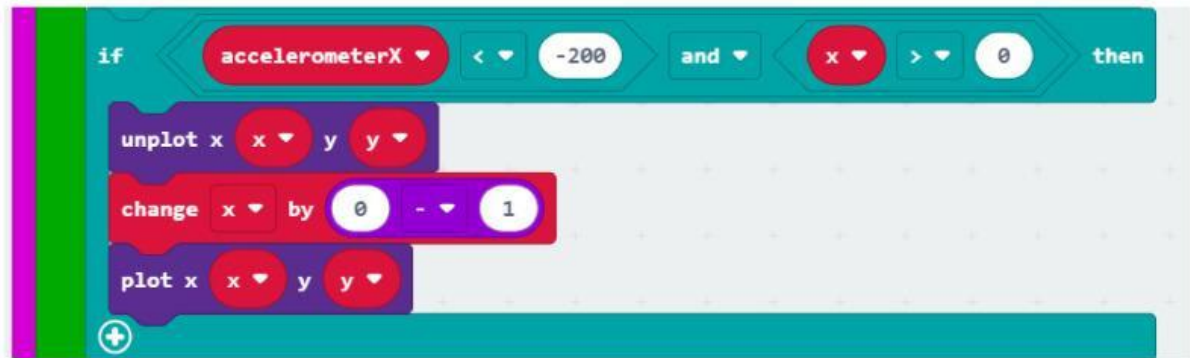 if accelerometerX < -200 and x > 0 then
unplot x x y y
change x by 0 - 1
plot x x y y